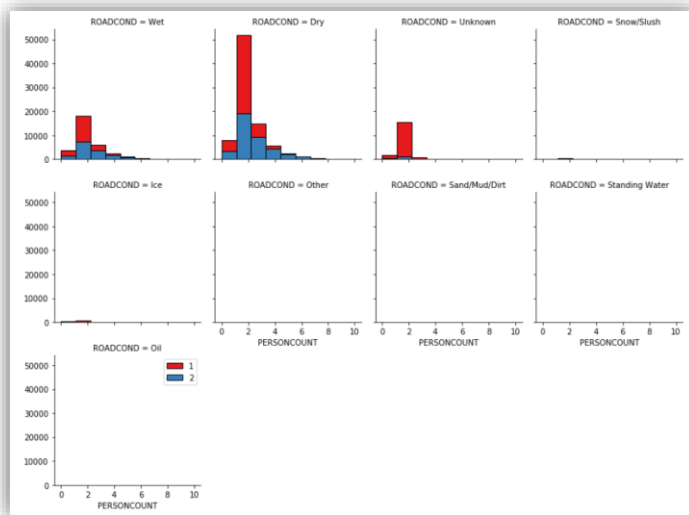 ROADCOND = Wet
ROADCOND = Dry
ROADCOND = Unknown
ROADCOND = Snow/Slush
50000
40000
30000
20000
10000
0
ROADCOND = Ice
ROADCOND = Other
ROADCOND = Sand/Mud/Dirt
ROADCOND = Standing Water
50000
40000
30000
20000
10000
0
0 2 4 6 8 10
PERSONCOUNT
0 2 4 6 8 10
PERSONCOUNT
0 2 4 6 8 10
PERSONCOUNT
ROADCOND = Oil
1
2
50000
40000
30000
20000
10000
0
0 2 4 6 8 10
PERSONCOUNT